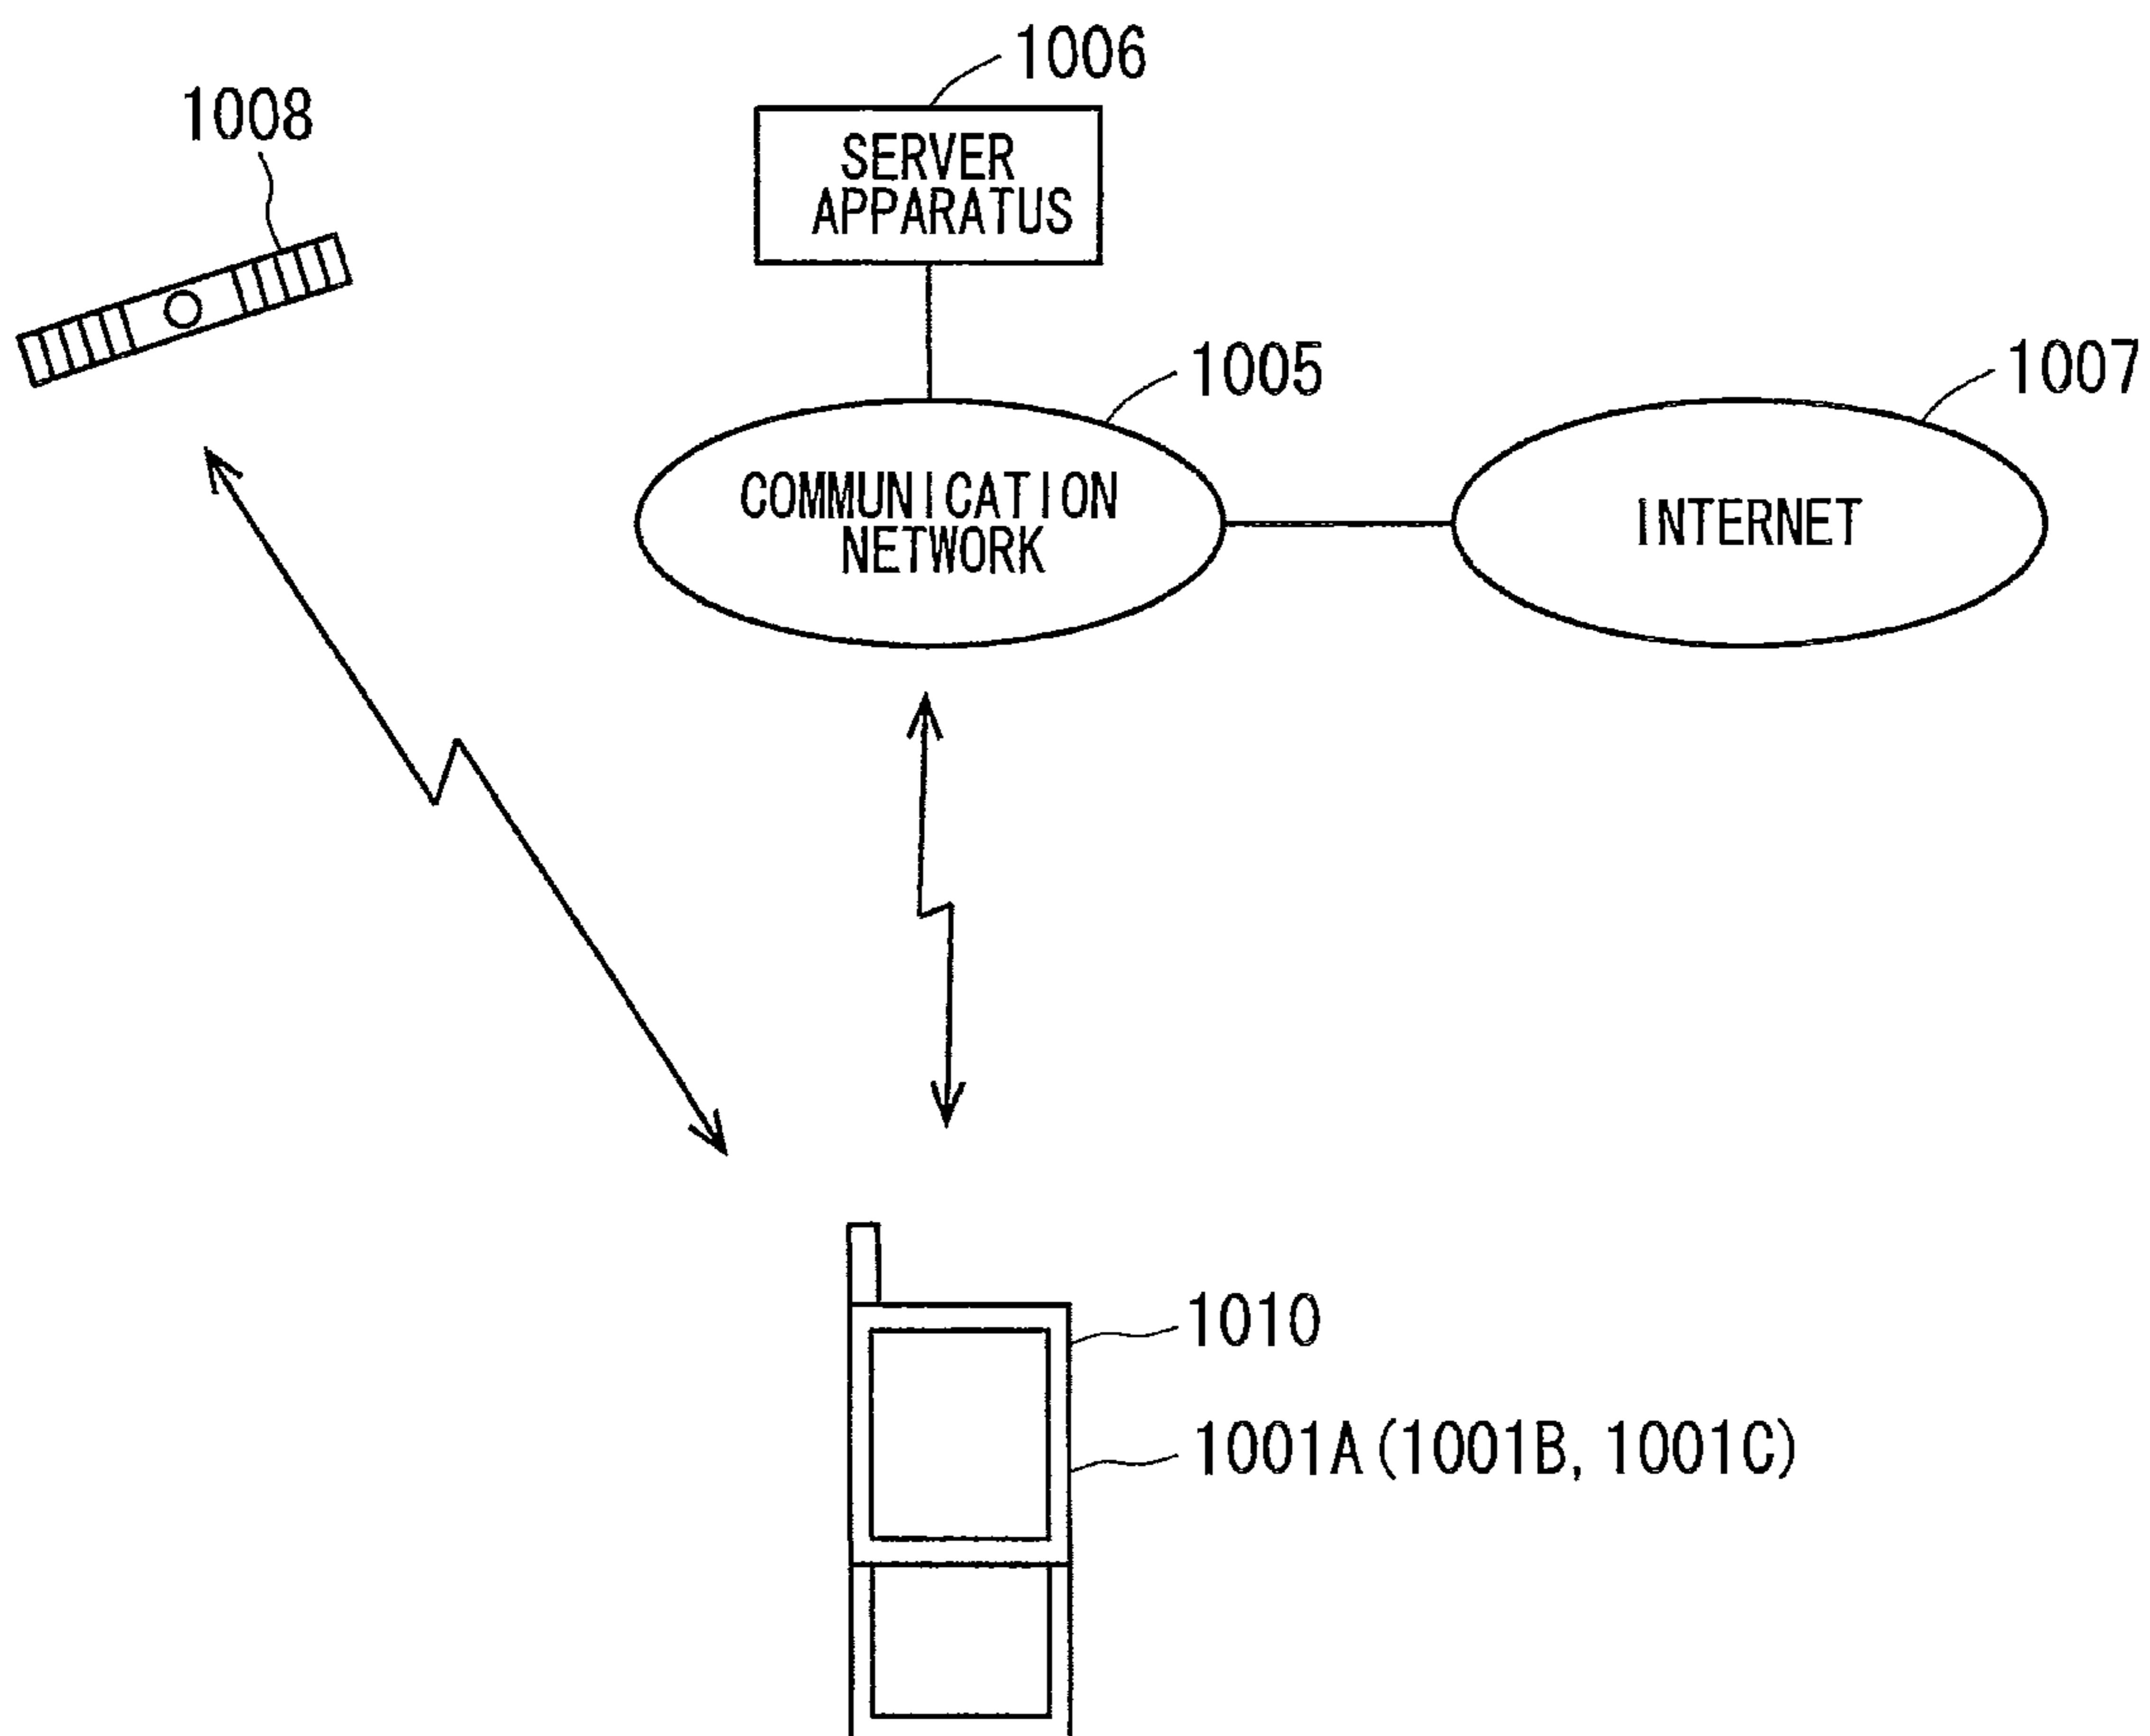 1006
1008
SERVER
APPARATUS
1005
1007
COMMUNICATION
NETWORK
INTERNET
1010
1001A(1001B, 1001C)